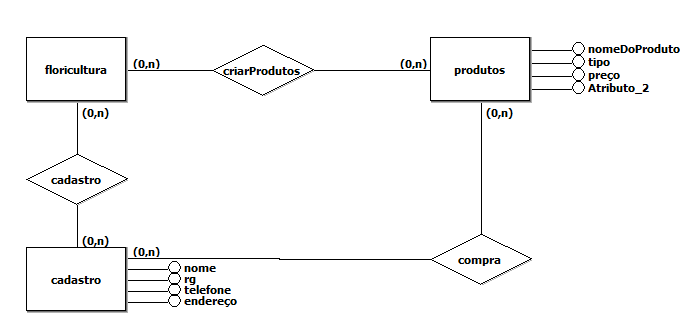 floricultura
(0,n)
criarProdutos
(0,n)
produtos
nomeDoProduto
tipo
preço
Atributo_2
(0,n)
(0,n)
cadastro
(0,n)
(0,n)
cadastro
nome
rg
telefone
endereço
compra